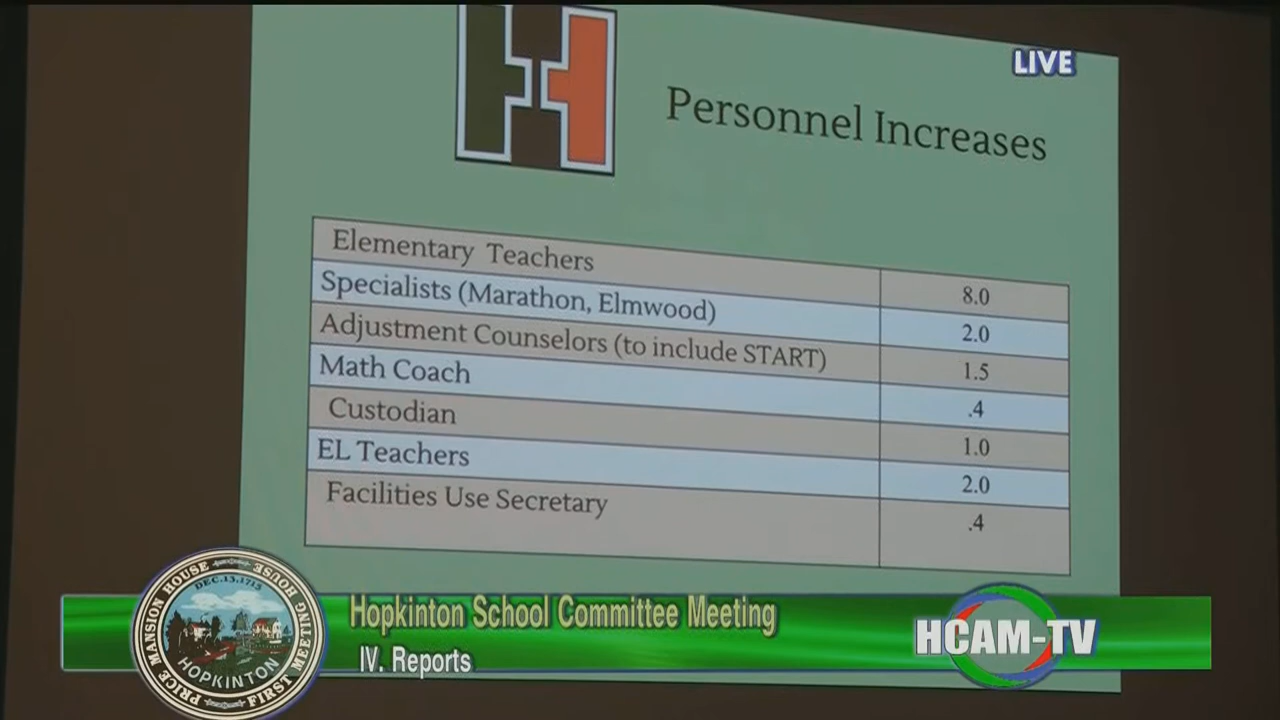 LIVE
Personnel Increases
Elementary Teachers 8.0
Specialists (Marathon, Elmwood) 2.0
Adjustment Counselors (to include START) 1.5
Math Coach .4
Custodian 1.0
EL Teachers 2.0
Facilities Use Secretary .4
Hopkinton School Committee Meeting
IV. Reports
HCAM-TV
PRICE MANSION HOUSE
FIRST MEETING HOUSE
DEC.13.1715
HOPKINTON